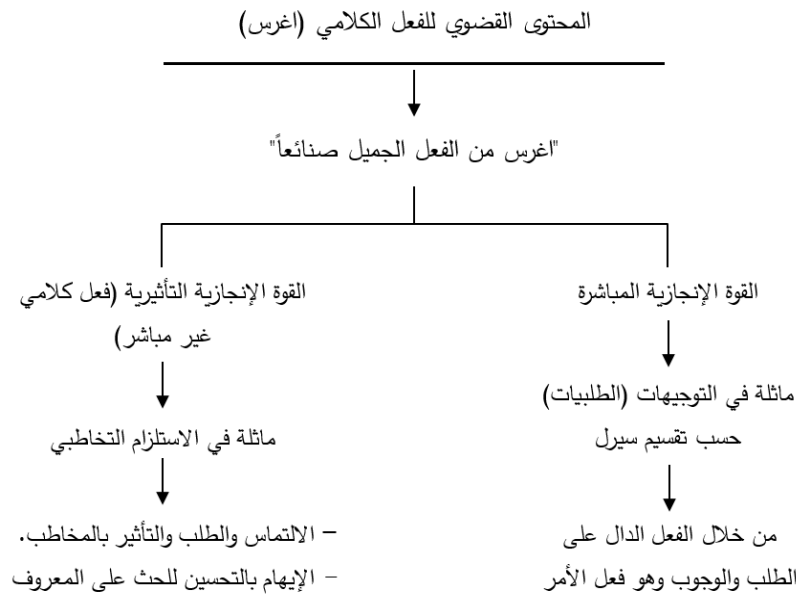 المحتوى القضوي للفعل الكلامي (اغرس)
"اغرس من الفعل الجميل صنائعاً"
القوة الإنجازية المباشرة
ماثلة في التوجيهات (الطلبيات)
حسب تقسيم سيرل
من خلال الفعل الدال على
الطلب والوجوب وهو فعل الأمر
القوة الإنجازية التأثيرية (فعل كلامي
غير مباشر)
ماثلة في الاستلزام التخاطبي
– الالتماس والطلب والتأثير بالمخاطب.
- الإيهام بالتحسين للحث على المعروف